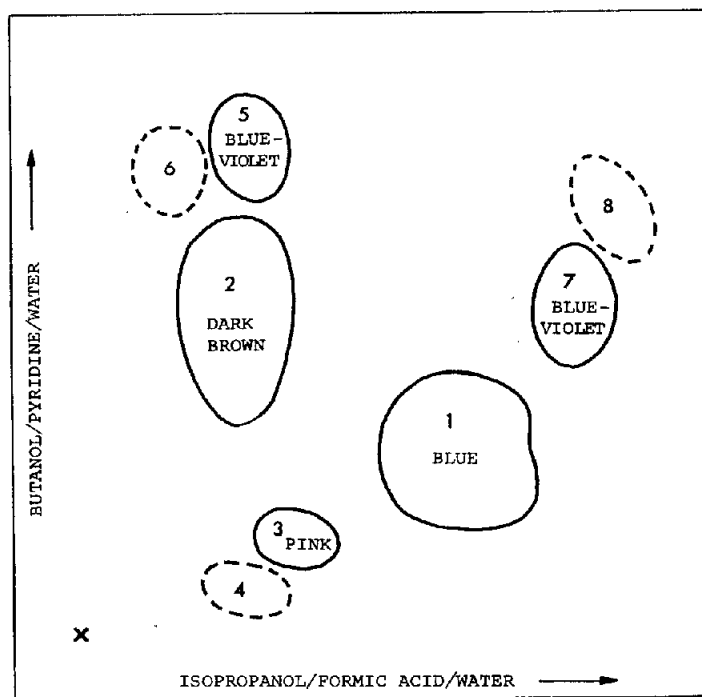 5
BLUE-
VIOLET
6
8
2
DARK
BROWN
7
BLUE-
VIOLET
1
BLUE
3 PINK
4
X
BUTANOL/PYRIDINE/WATER
ISOPROPANOL/FORMIC ACID/WATER